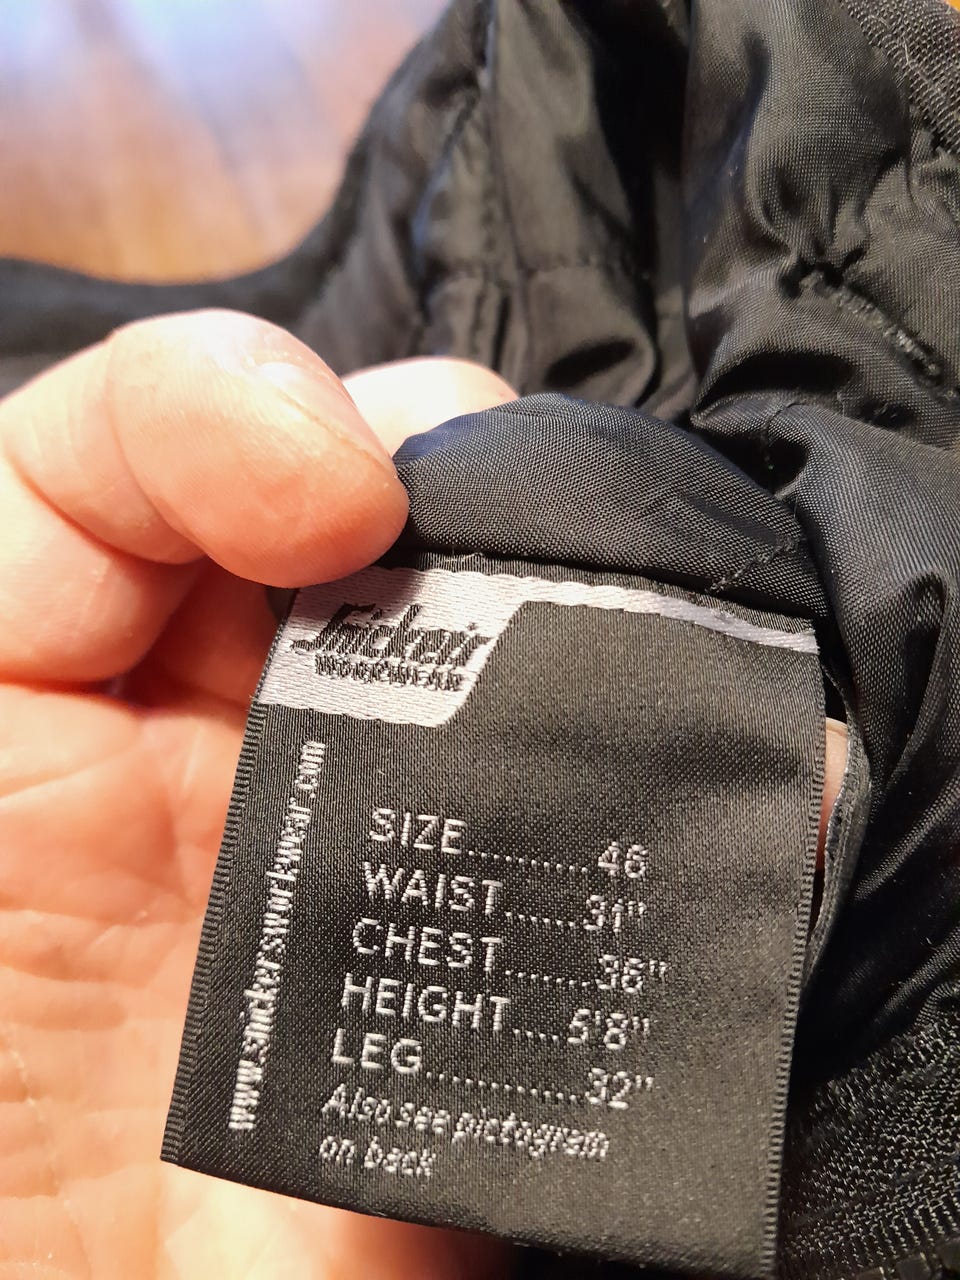 Snickers
WORKWEAR
www.snickersworkwear.com
SIZE...........46
WAIST.......31"
CHEST........36"
HEIGHT.....5'8"
LEG..............32"
Also see pictogram
on back